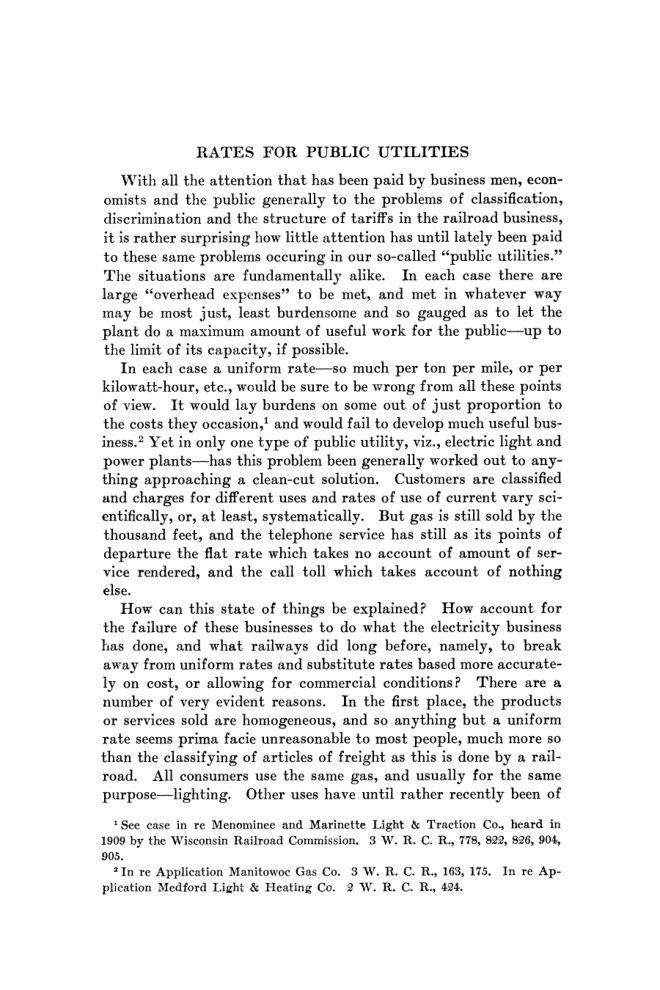 RATES FOR PUBLIC UTILITIES
With all the attention that has been paid by business men, econ-
omists and the public generally to the problems of classification,
discrimination and the structure of tariffs in the railroad business,
it is rather surprising how little attention has until lately been paid
to these same problems occuring in our so-called "public utilities."
The situations are fundamentally alike. In each case there are
large "overhead expenses" to be met, and met in whatever way
may be most just, least burdensome and so gauged as to let the
plant do a maximum amount of useful work for the public—up to
the limit of its capacity, if possible.
In each case a uniform rate—so much per ton per mile, or per
kilowatt-hour, etc., would be sure to be wrong from all these points
of view. It would lay burdens on some out of just proportion to
the costs they occasion,¹ and would fail to develop much useful bus-
iness.² Yet in only one type of public utility, viz., electric light and
power plants—has this problem been generally worked out to any-
thing approaching a clean-cut solution. Customers are classified
and charges for different uses and rates of use of current vary sci-
entifically, or, at least, systematically. But gas is still sold by the
thousand feet, and the telephone service has still as its points of
departure the flat rate which takes no account of amount of ser-
vice rendered, and the call toll which takes account of nothing
else.
How can this state of things be explained? How account for
the failure of these businesses to do what the electricity business
has done, and what railways did long before, namely, to break
away from uniform rates and substitute rates based more accurate-
ly on cost, or allowing for commercial conditions? There are a
number of very evident reasons. In the first place, the products
or services sold are homogeneous, and so anything but a uniform
rate seems prima facie unreasonable to most people, much more so
than the classifying of articles of freight as this is done by a rail-
road. All consumers use the same gas, and usually for the same
purpose—lighting. Other uses have until rather recently been of
¹ See case in re Menominee and Marinette Light & Traction Co., heard in
1909 by the Wisconsin Railroad Commission. 3 W. R. C. R., 778, 822, 826, 904,
905.
² In re Application Manitowoc Gas Co. 3 W. R. C. R., 163, 175. In re Ap-
plication Medford Light & Heating Co. 2 W. R. C. R., 424.